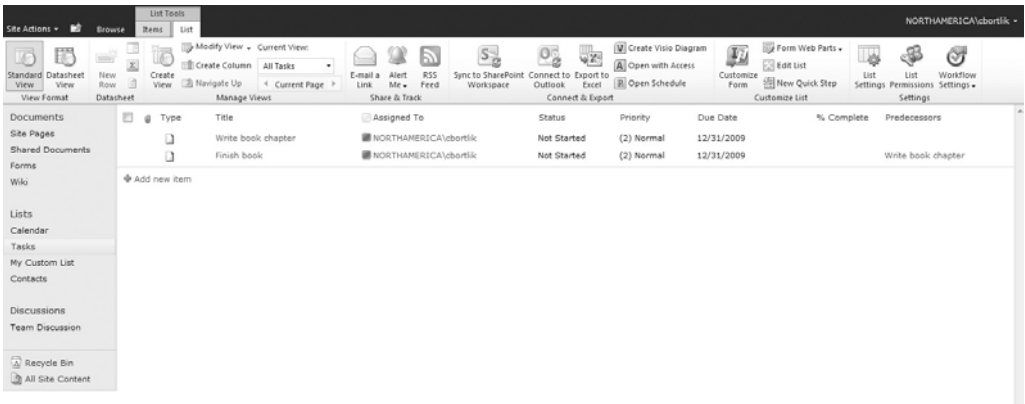 List Tools
Site Actions Browse Items List NORTHAMERICA\cbortlik
Standard View Datasheet View New Row Create View Modify View Current View: E-mail a Link Alert Me RSS Feed Sync to SharePoint Workspace Connect to Outlook Export to Excel Create Visio Diagram Customize Form Form Web Parts List Settings List Permissions Workflow Settings
Create Column All Tasks Open with Access Edit List
Navigate Up Current Page Open Schedule New Quick Step
View Format Datasheet Manage Views Share & Track Connect & Export Customize List Settings
Documents
Site Pages
Shared Documents
Forms
Wiki
Lists
Calendar
Tasks
My Custom List
Contacts
Discussions
Team Discussion
Recycle Bin
All Site Content
Type Title Assigned To Status Priority Due Date % Complete Predecessors
Write book chapter NORTHAMERICA\cbortlik Not Started (2) Normal 12/31/2009
Finish book NORTHAMERICA\cbortlik Not Started (2) Normal 12/31/2009 Write book chapter
Add new item